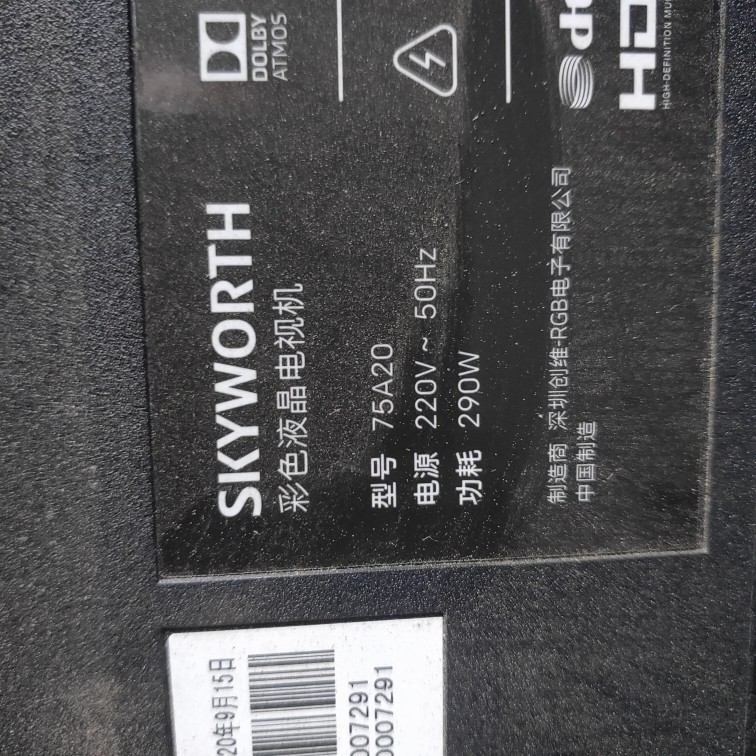 SKYWORTH
彩色液晶电视机
型号 75A20
电源 220V~ 50Hz
功耗 290W
制造商 深圳创维-RGB电子有限公司
中国制造
DOLBY
ATMOS
HIGH-DEFINITION
20年9月15日
007291
0007291